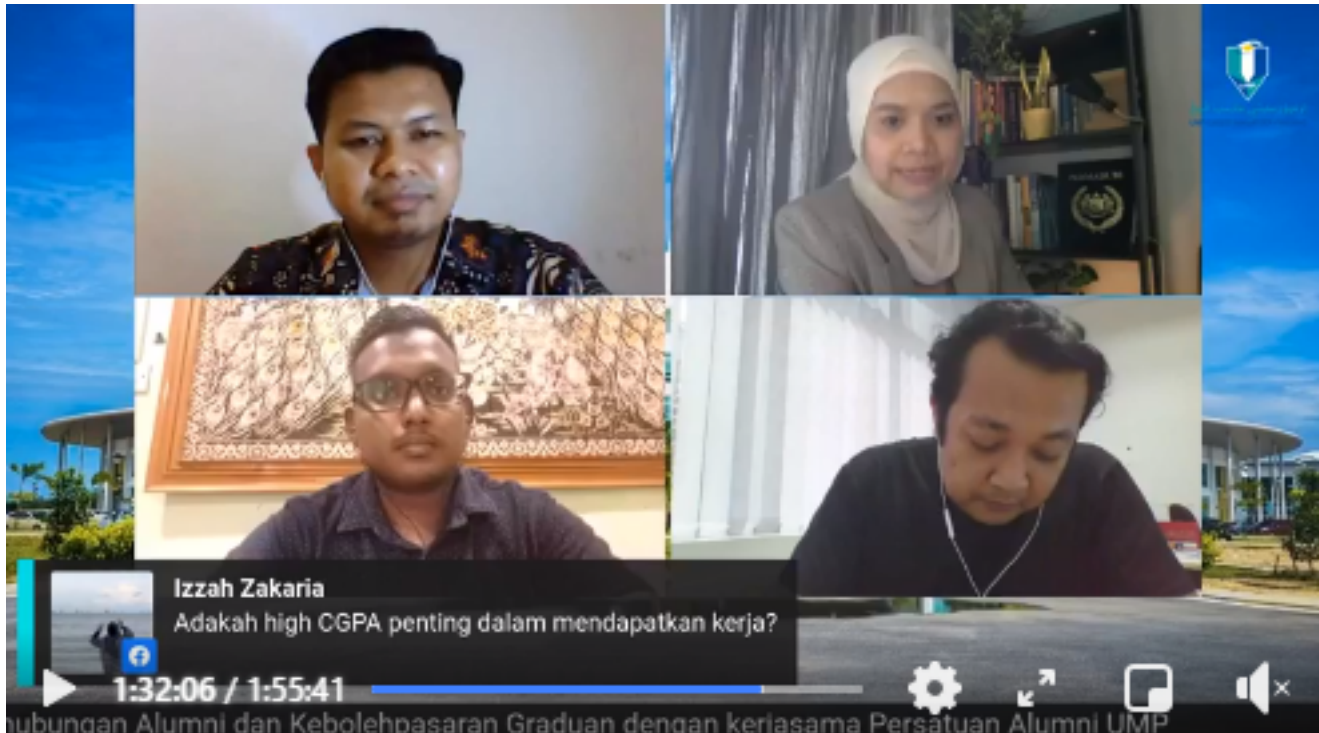 Izzah Zakaria
Adakah high CGPA penting dalam mendapatkan kerja?
1:32:06 / 1:55:41
hubungan Alumni dan Kebolehpasaran Graduan dengan kerjasama Persatuan Alumni UMP